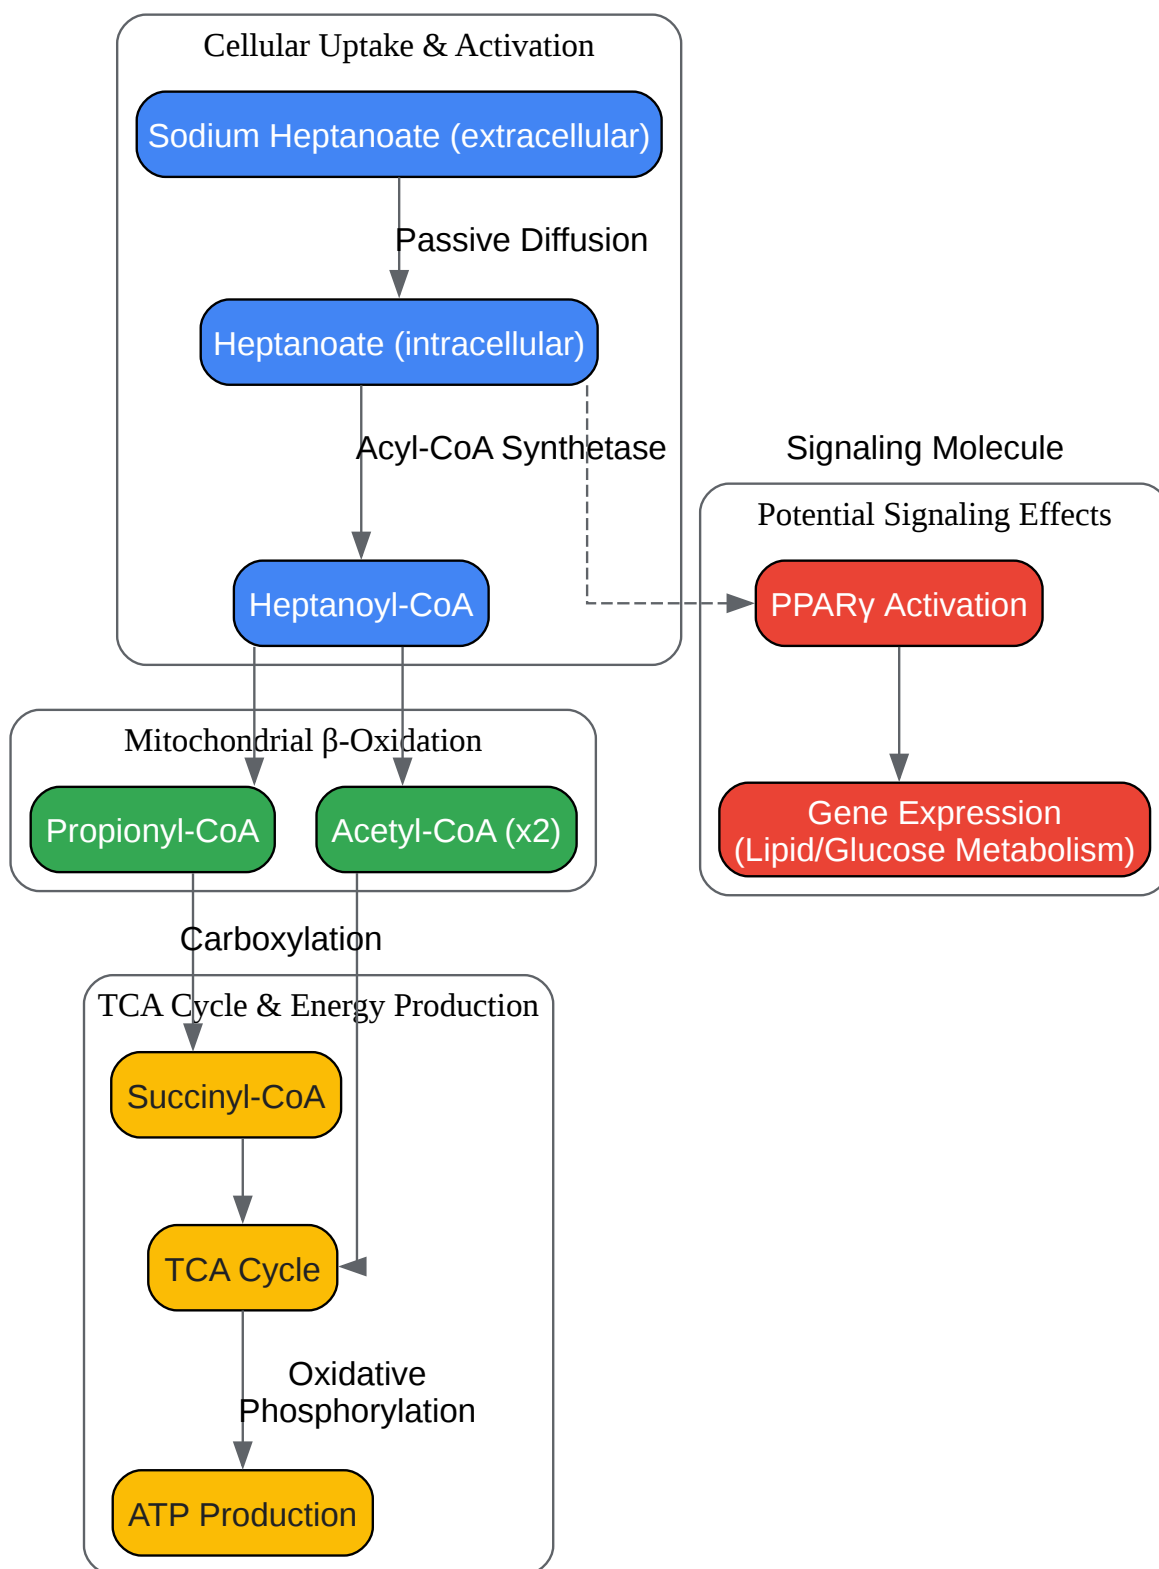 Cellular Uptake & Activation
Sodium Heptanoate (extracellular)
Passive Diffusion
Heptanoate (intracellular)
Acyl-CoA Synthetase
Signaling Molecule
Potential Signaling Effects
Heptanoyl-CoA
PPARγ Activation
Mitochondrial β-Oxidation
Propionyl-CoA
Acetyl-CoA (x2)
Gene Expression
(Lipid/Glucose Metabolism)
Carboxylation
TCA Cycle & Energy Production
Succinyl-CoA
TCA Cycle
Oxidative
Phosphorylation
ATP Production